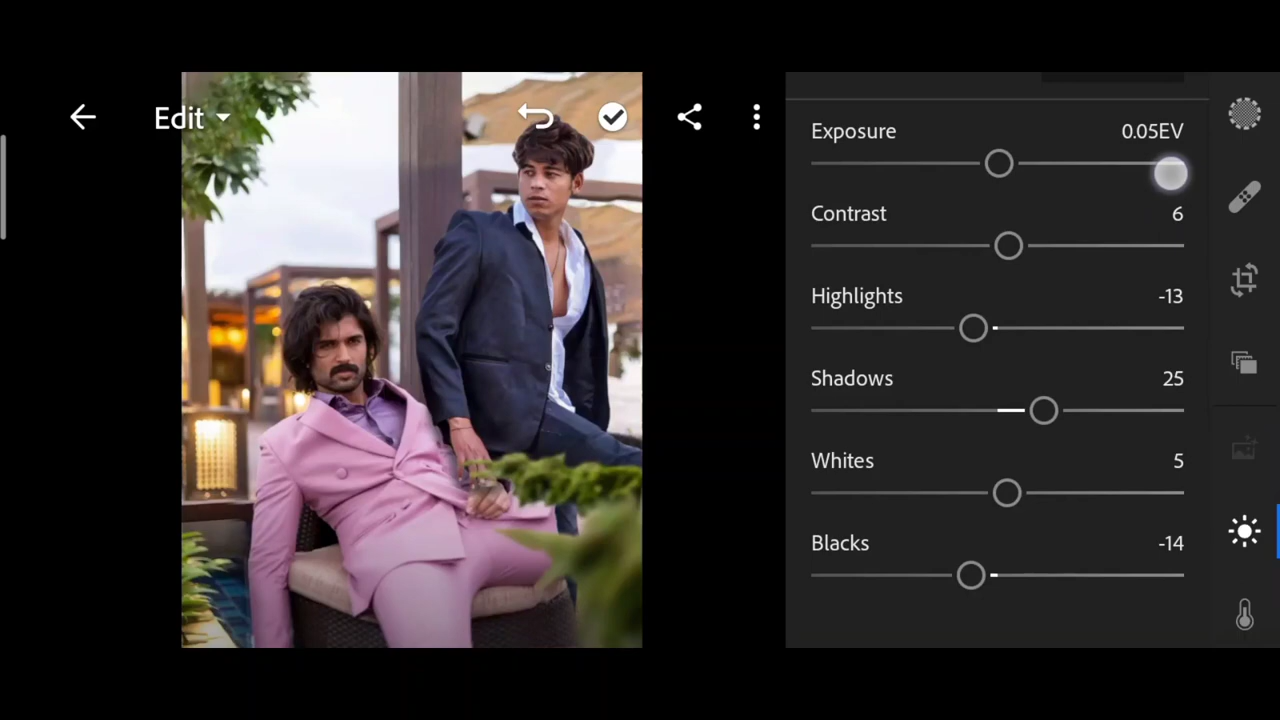 Edit
Exposure 0.05EV
Contrast 6
Highlights -13
Shadows 25
Whites 5
Blacks -14